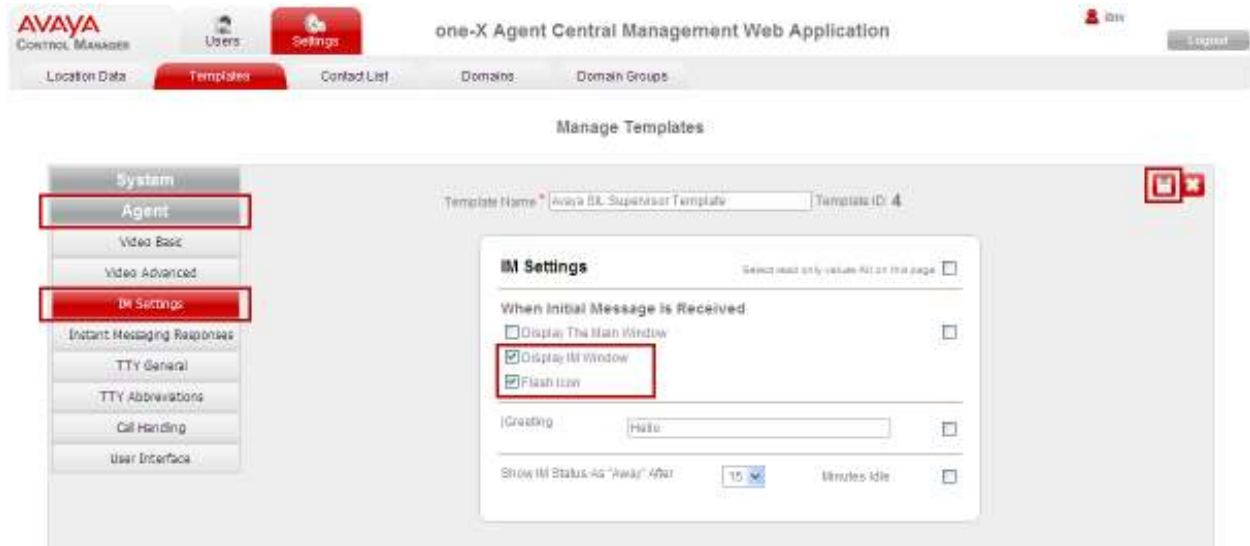 AVAYA
CONTROL MANAGER
Users
Settings
one-X Agent Central Management Web Application
Logout
Location Data
Templates
Contact List
Domains
Domain Groups
Manage Templates
System
Agent
Video Basic
Video Advanced
IM Settings
Instant Messaging Responses
TTY General
TTY Abbreviations
Call Handling
User Interface
Template Name * Avaya Supervisor Template Template ID: 4
IM Settings
Select read only values All on this page
When Initial Message Is Received
Display The Main Window
Display IM Window
Flash Icon
Greeting Hello
Show IM Status As "Away" After 15 Minutes Idle